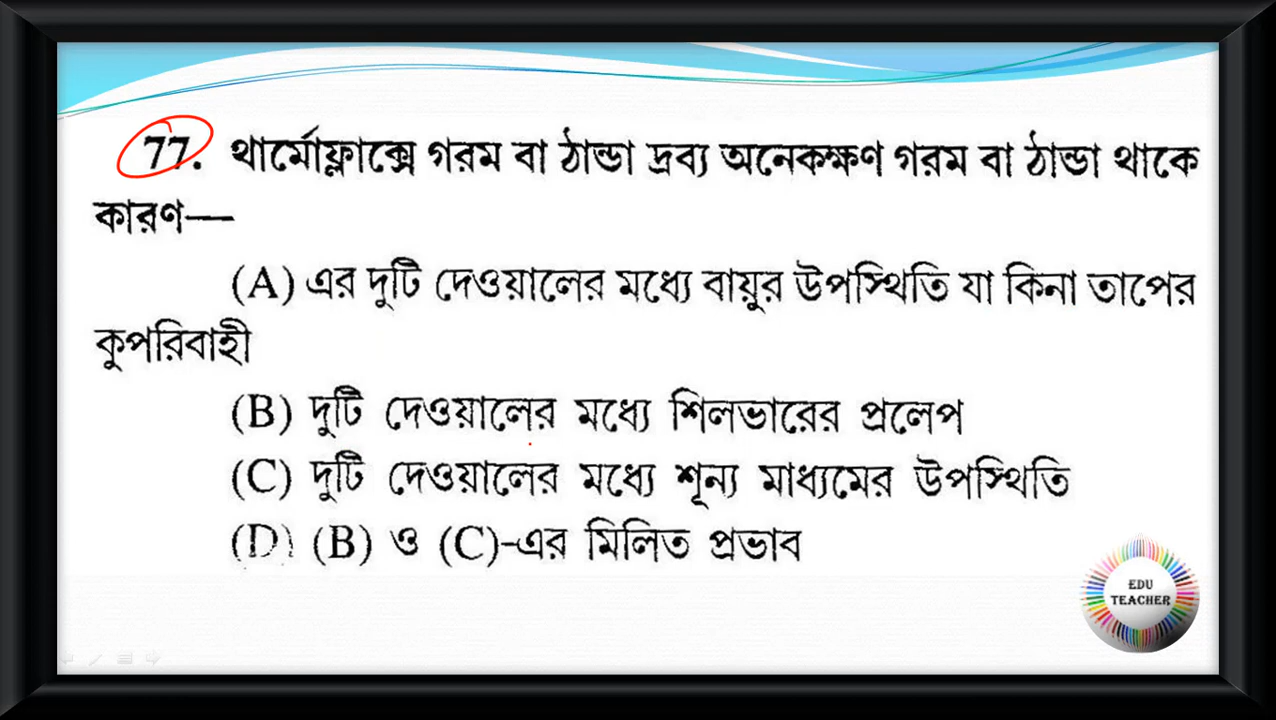 77. থার্মোফ্লাক্সে গরম বা ঠান্ডা দ্রব্য অনেকক্ষণ গরম বা ঠান্ডা থাকে
কারণ—
(A) এর দুটি দেওয়ালের মধ্যে বায়ুর উপস্থিতি যা কিনা তাপের
কুপরিবাহী
(B) দুটি দেওয়ালের মধ্যে শিলভারের প্রলেপ
(C) দুটি দেওয়ালের মধ্যে শূন্য মাধ্যমের উপস্থিতি
(D) (B) ও (C)-এর মিলিত প্রভাব
EDU
TEACHER